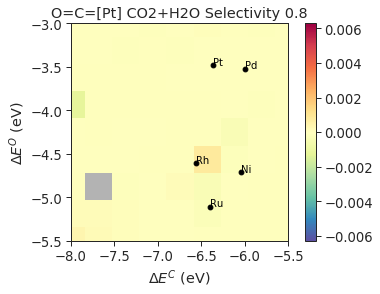 O=C=[Pt] CO2+H2O Selectivity 0.8
−3.0
−3.5
−4.0
−4.5
−5.0
−5.5
ΔE^O (eV)
Pt
Pd
Rh
Ni
Ru
−8.0 −7.5 −7.0 −6.5 −6.0 −5.5
ΔE^C (eV)
0.006
0.004
0.002
0.000
−0.002
−0.004
−0.006